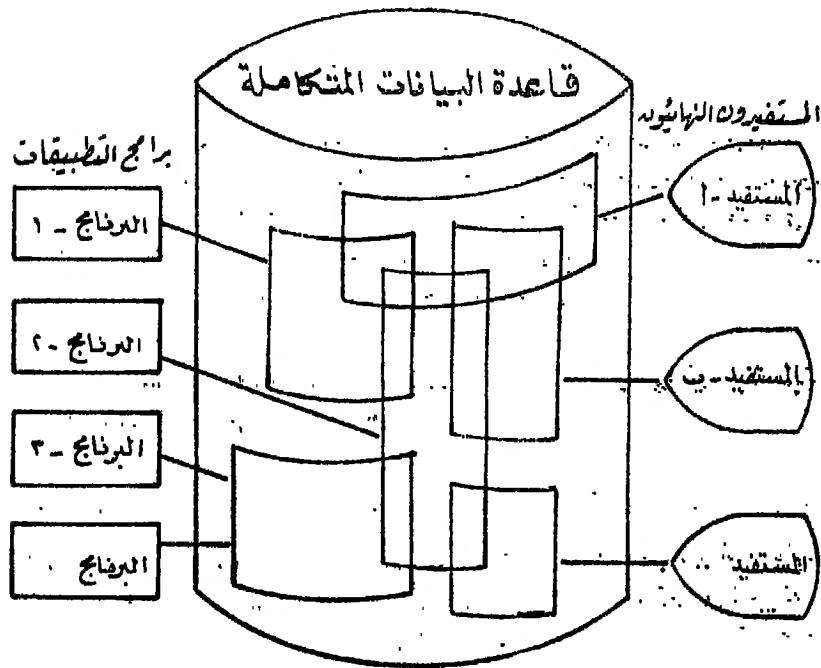 قاعدة البيانات المتكاملة
المستفيدون النهائيون
برامج التطبيقات
المستفيد - ا
البرنامج - ١
البرنامج - ٢
المستفيد - ب
البرنامج - ٣
البرنامج
المستفيد